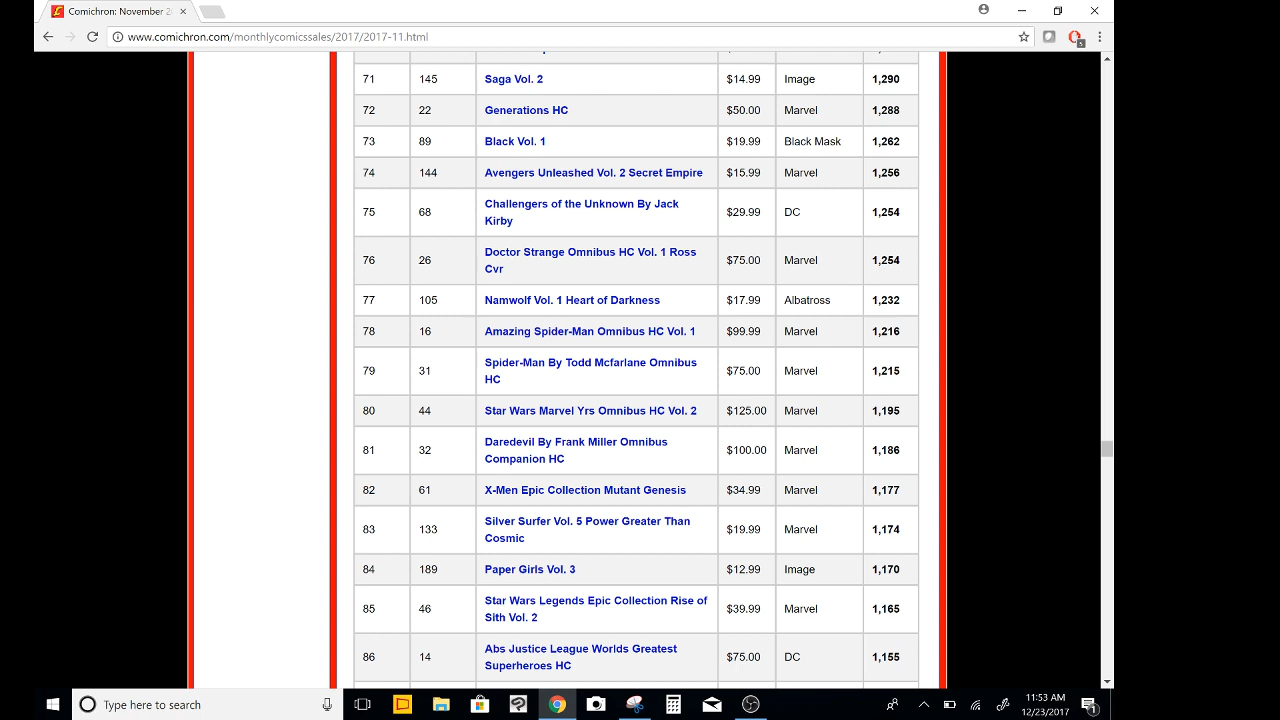 Comichron: November 2
www.comichron.com/monthlycomicssales/2017/2017-11.html
71 145 Saga Vol. 2 $14.99 Image 1,290
72 22 Generations HC $50.00 Marvel 1,288
73 89 Black Vol. 1 $19.99 Black Mask 1,262
74 144 Avengers Unleashed Vol. 2 Secret Empire $15.99 Marvel 1,256
75 68 Challengers of the Unknown By Jack
Kirby $29.99 DC 1,254
76 26 Doctor Strange Omnibus HC Vol. 1 Ross
Cvr $75.00 Marvel 1,254
77 105 Namwolf Vol. 1 Heart of Darkness $17.99 Albatross 1,232
78 16 Amazing Spider-Man Omnibus HC Vol. 1 $99.99 Marvel 1,216
79 31 Spider-Man By Todd Mcfarlane Omnibus
HC $75.00 Marvel 1,215
80 44 Star Wars Marvel Yrs Omnibus HC Vol. 2 $125.00 Marvel 1,195
81 32 Daredevil By Frank Miller Omnibus
Companion HC $100.00 Marvel 1,186
82 61 X-Men Epic Collection Mutant Genesis $34.99 Marvel 1,177
83 133 Silver Surfer Vol. 5 Power Greater Than
Cosmic $19.99 Marvel 1,174
84 189 Paper Girls Vol. 3 $12.99 Image 1,170
85 46 Star Wars Legends Epic Collection Rise of
Sith Vol. 2 $39.99 Marvel 1,165
86 14 Abs Justice League Worlds Greatest
Superheroes HC $75.00 DC 1,155
Type here to search
11:53 AM
12/23/2017